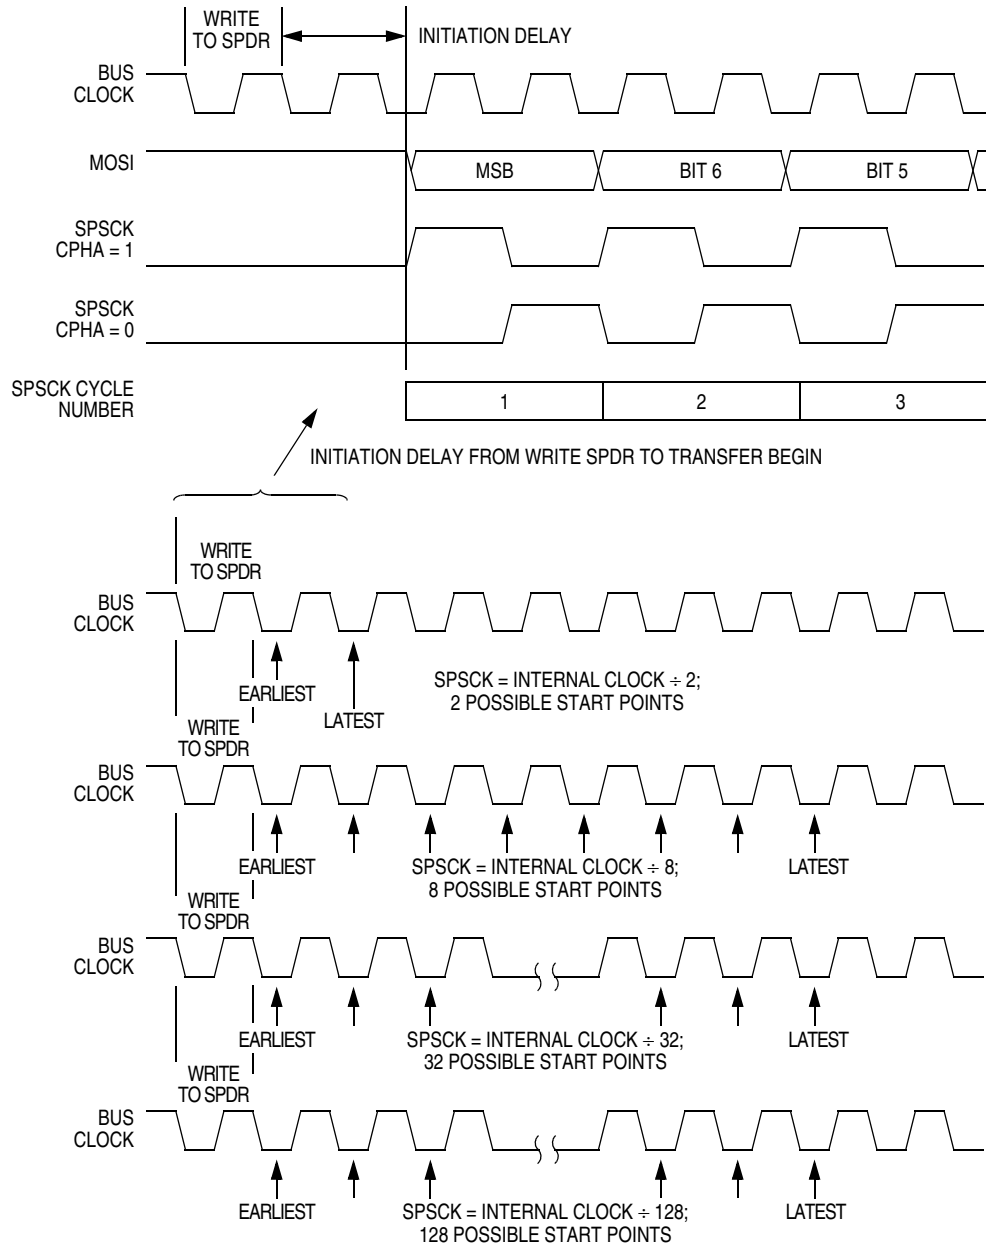 WRITE
TO SPDR
INITIATION DELAY
BUS
CLOCK
MOSI
MSB
BIT 6
BIT 5
SPSCK
CPHA = 1
SPSCK
CPHA = 0
SPSCK CYCLE
NUMBER
1
2
3
INITIATION DELAY FROM WRITE SPDR TO TRANSFER BEGIN
WRITE
TO SPDR
BUS
CLOCK
EARLIEST
LATEST
SPSCK = INTERNAL CLOCK ÷ 2;
2 POSSIBLE START POINTS
WRITE
TO SPDR
BUS
CLOCK
EARLIEST
SPSCK = INTERNAL CLOCK ÷ 8;
8 POSSIBLE START POINTS
LATEST
WRITE
TO SPDR
BUS
CLOCK
EARLIEST
SPSCK = INTERNAL CLOCK ÷ 32;
32 POSSIBLE START POINTS
LATEST
WRITE
TO SPDR
BUS
CLOCK
EARLIEST
SPSCK = INTERNAL CLOCK ÷ 128;
128 POSSIBLE START POINTS
LATEST